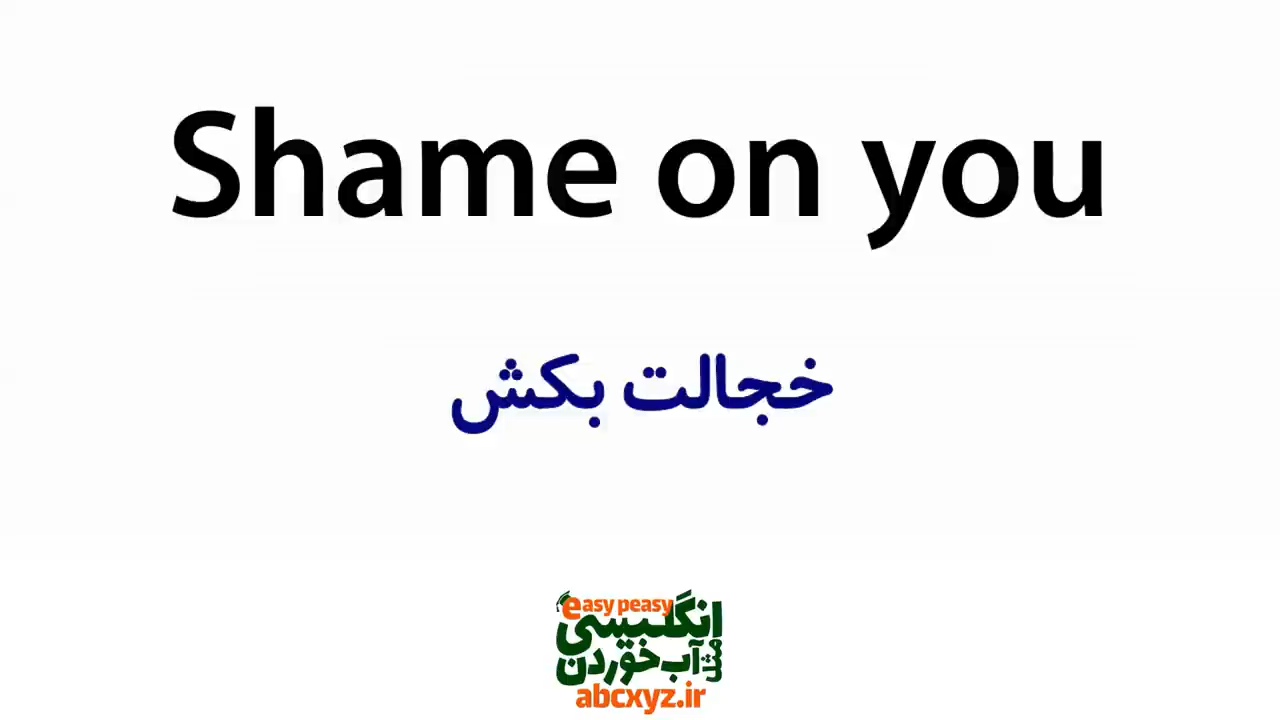 Shame on you
خجالت بکش
easy peasy
انگلیسی
مثل آب خوردن
abcxyz.ir